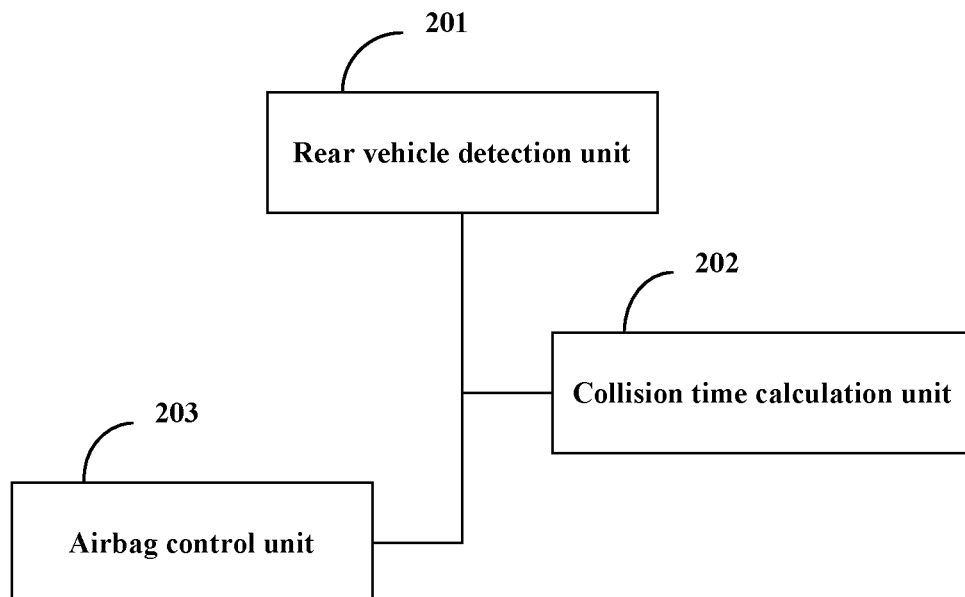 201
Rear vehicle detection unit
202
Collision time calculation unit
203
Airbag control unit